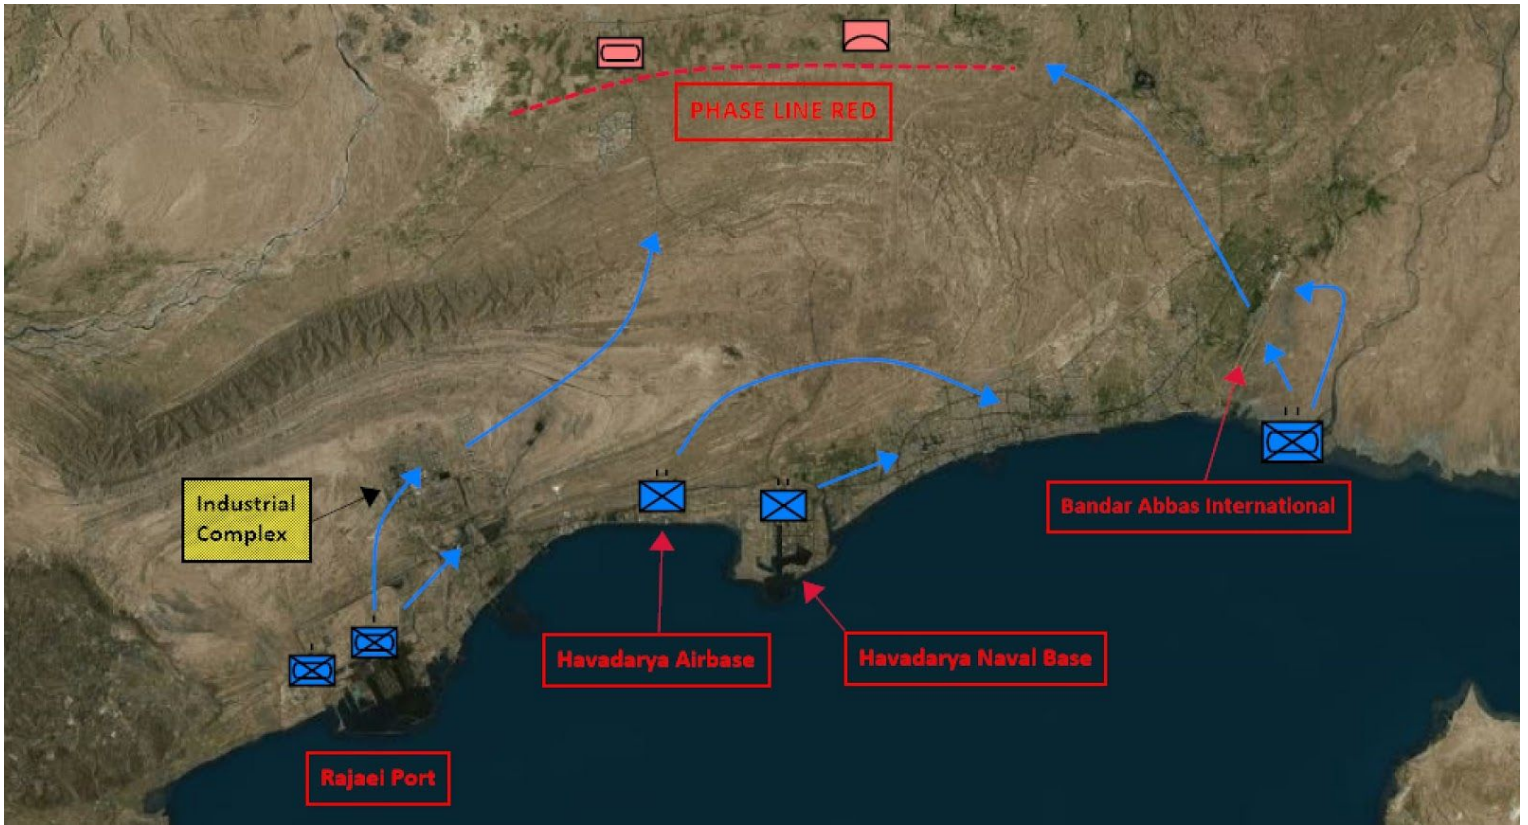 PHASE LINE RED
Industrial
Complex
Bandar Abbas International
Havadarya Airbase
Havadarya Naval Base
Rajaei Port